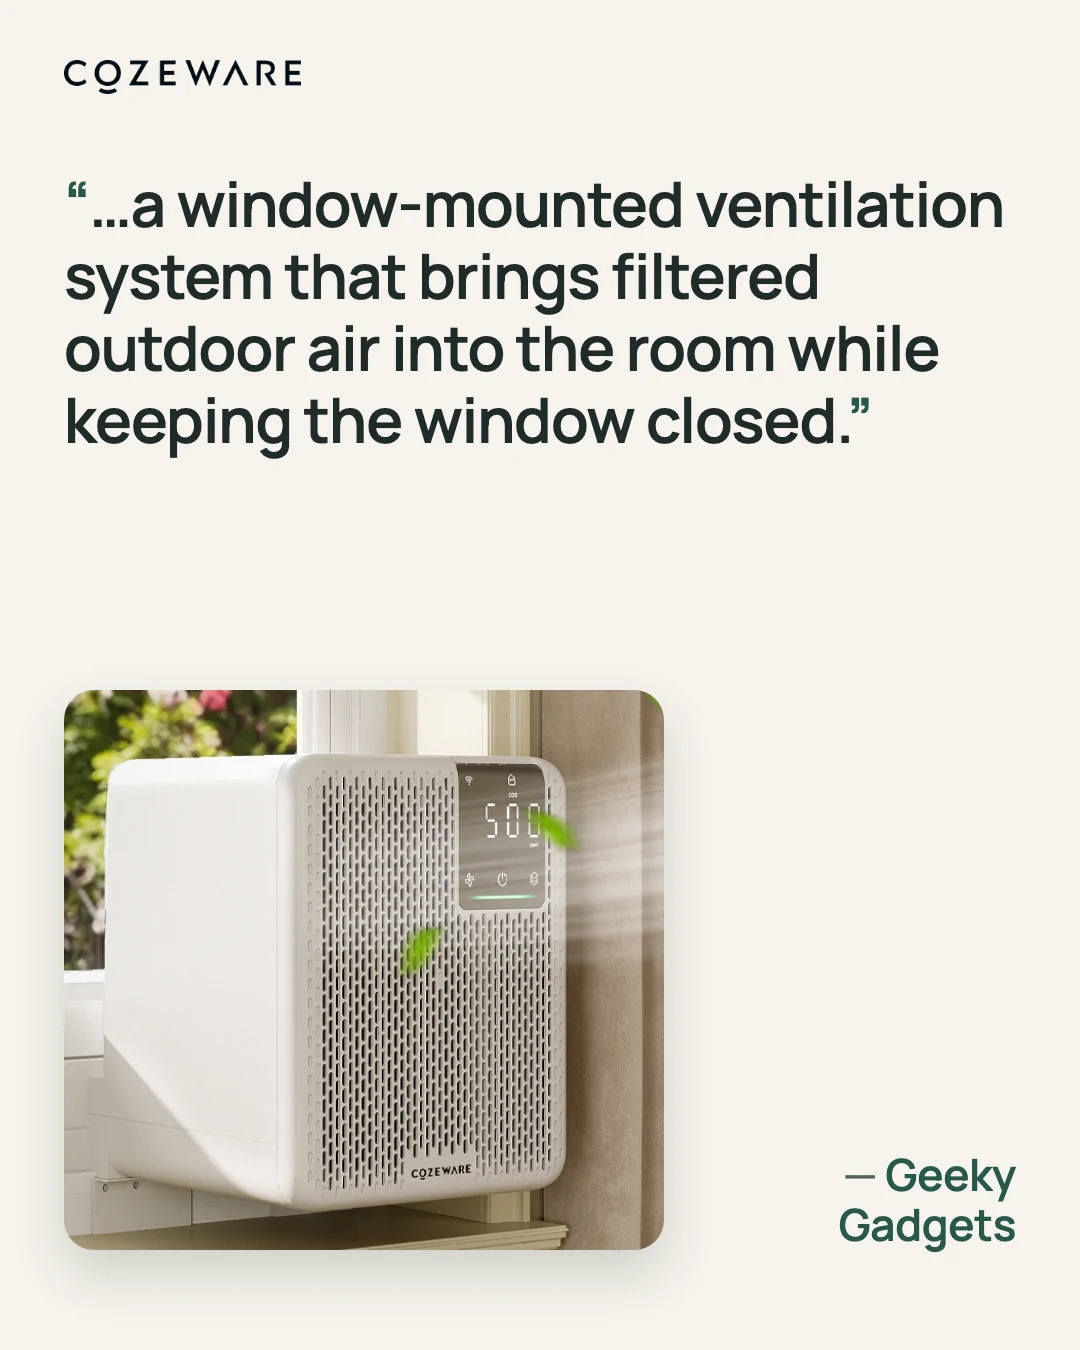 COZEWARE
“…a window-mounted ventilation
system that brings filtered
outdoor air into the room while
keeping the window closed.”
CO2
500
COZEWARE
— Geeky
Gadgets